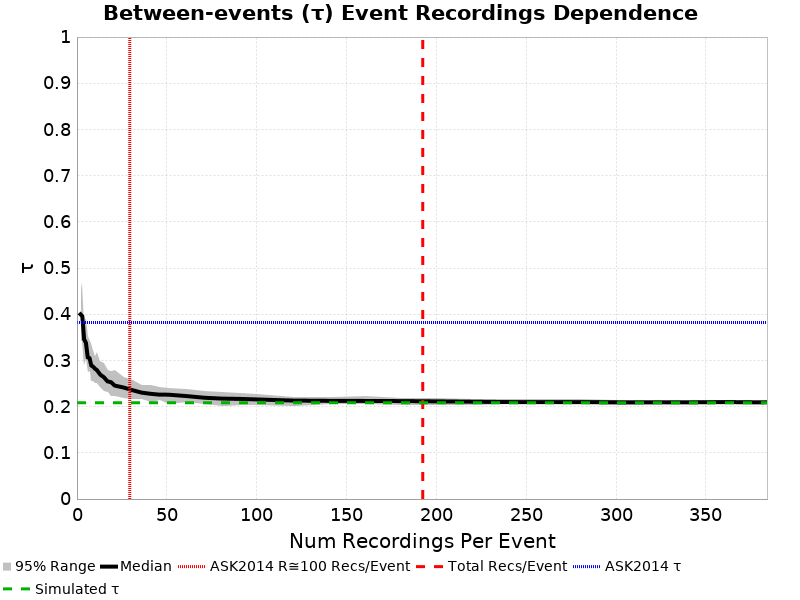 Between-events (τ) Event Recordings Dependence
1
0.9
0.8
0.7
0.6
0.5
0.4
0.3
0.2
0.1
0
τ
0 50 100 150 200 250 300 350
Num Recordings Per Event
95% Range Median ASK2014 R≅100 Recs/Event Total Recs/Event ASK2014 τ
Simulated τ